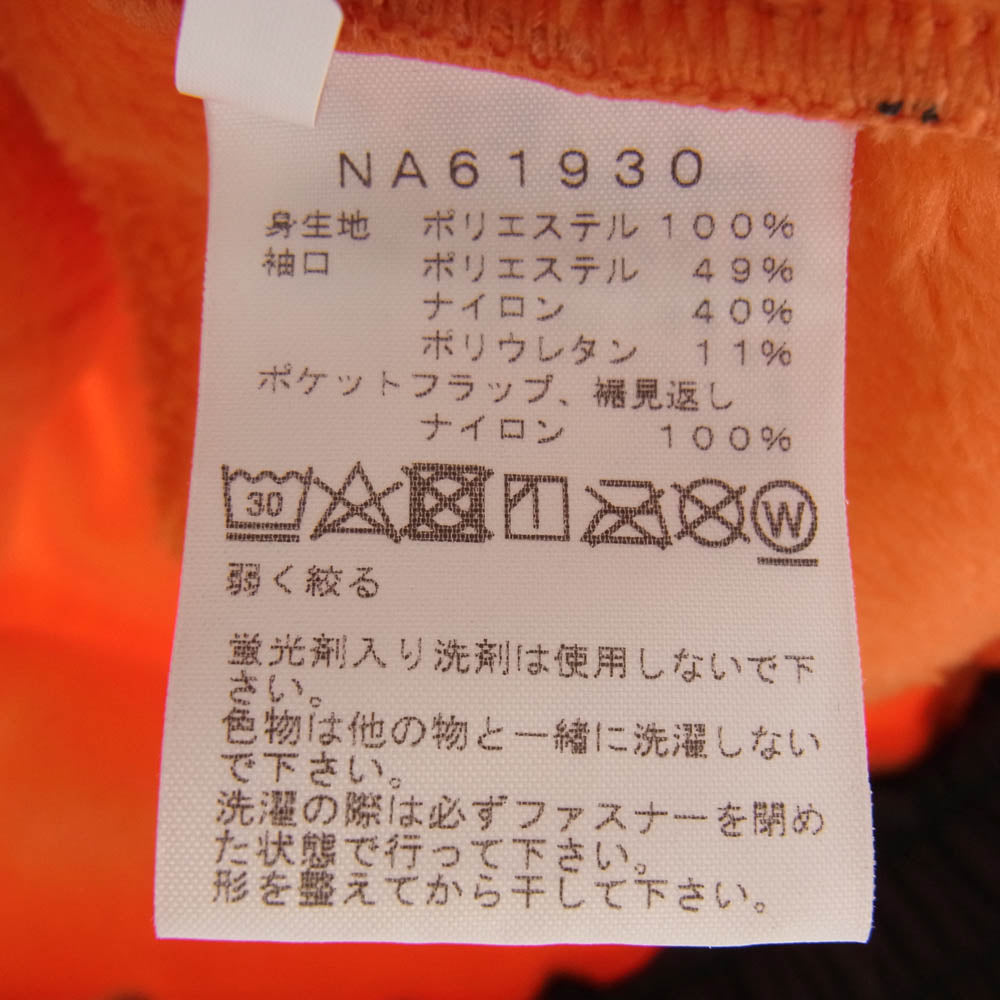 NA61930
身生地 ポリエステル 100%
袖口 ポリエステル 49%
ナイロン 40%
ポリウレタン 11%
ポケットフラップ、裾見返し
ナイロン 100%
30 W
弱く絞る
蛍光剤入り洗剤は使用しないで下
さい。
色物は他の物と一緒に洗濯しない
で下さい。
洗濯の際は必ずファスナーを閉め
た状態で行って下さい。
形を整えてから干して下さい。